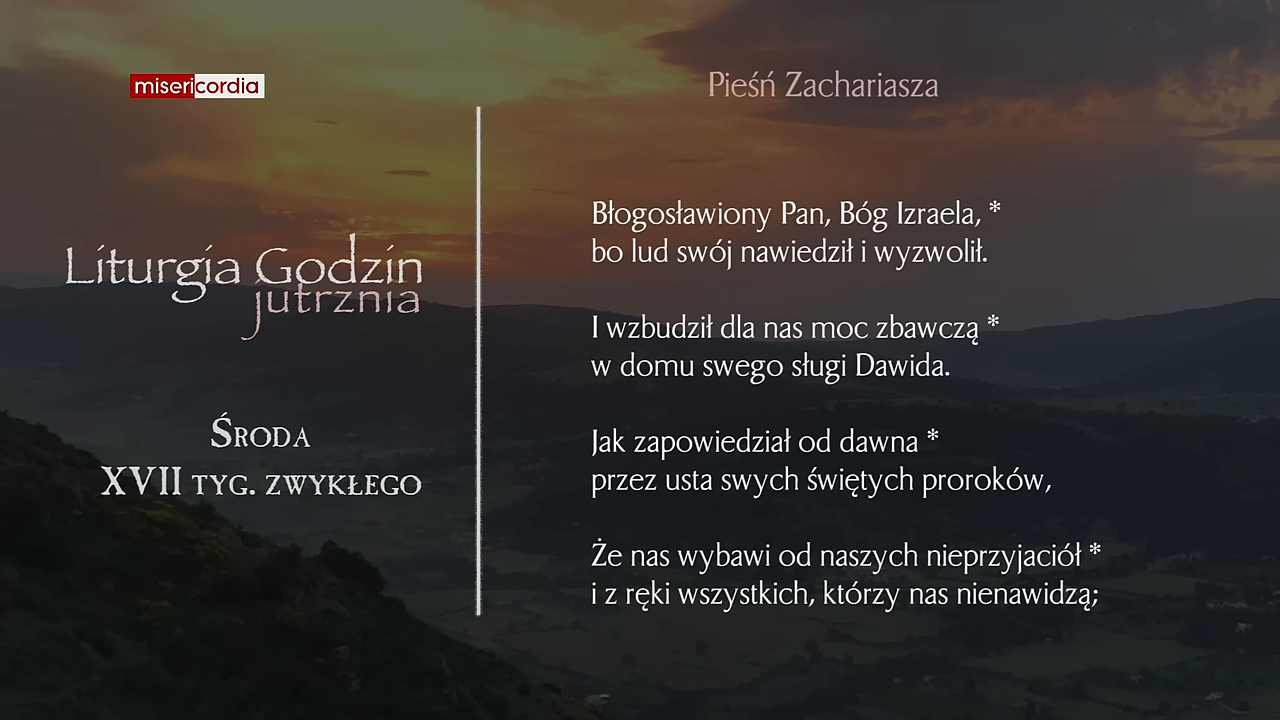 misericordia
Liturgia Godzin
jutrznia
Środa
XVII tyg. zwykłego
Pieśń Zachariasza
Błogosławiony Pan, Bóg Izraela, *
bo lud swój nawiedził i wyzwolił.
I wzbudził dla nas moc zbawczą *
w domu swego sługi Dawida.
Jak zapowiedział od dawna *
przez usta swych świętych proroków,
Że nas wybawi od naszych nieprzyjaciół *
i z ręki wszystkich, którzy nas nienawidzą;